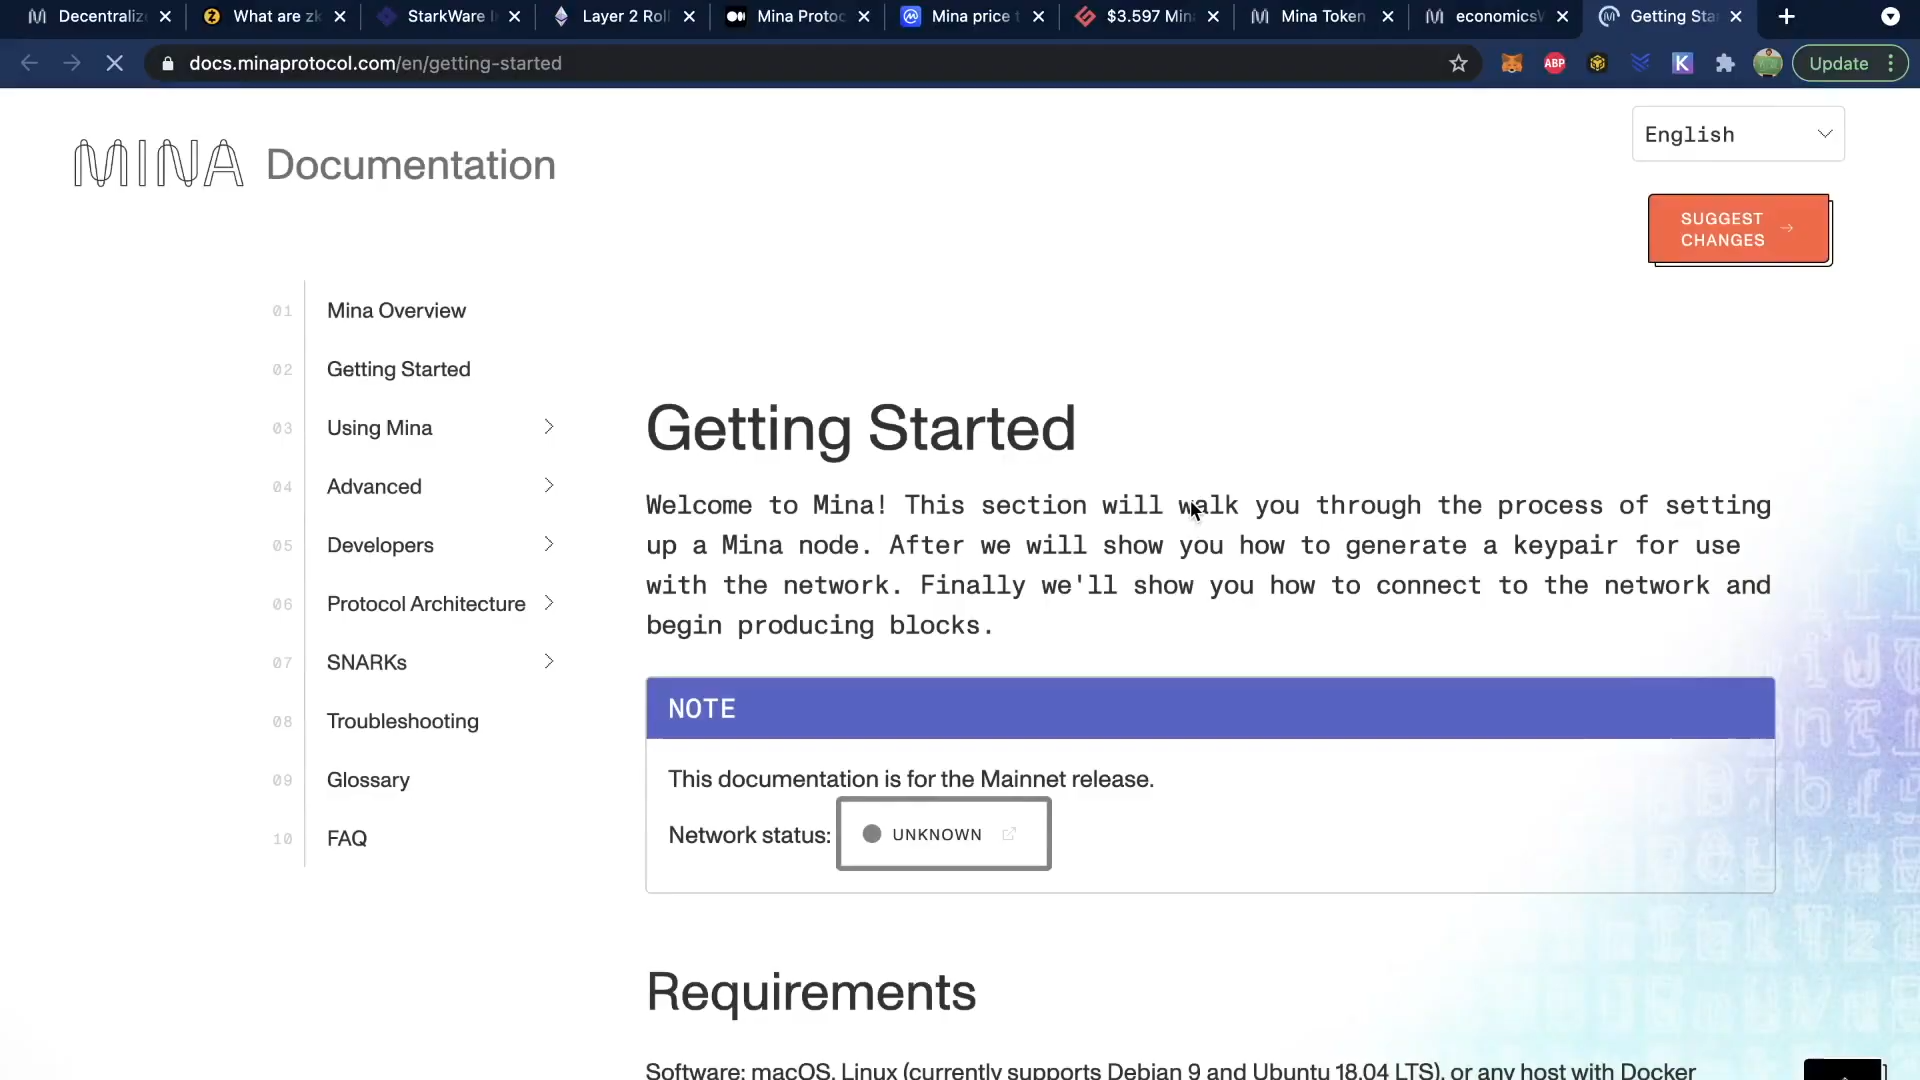 Decentraliz
What are zk
StarkWare I
Layer 2 Roll
Mina Protoc
Mina price t
$3.597 Min
Mina Token
economicsW
Getting Sta
docs.minaprotocol.com/en/getting-started
ABP
K
Update
MINA Documentation
English
SUGGEST
CHANGES
01 Mina Overview
02 Getting Started
03 Using Mina
04 Advanced
05 Developers
06 Protocol Architecture
07 SNARKs
08 Troubleshooting
09 Glossary
10 FAQ
Getting Started
Welcome to Mina! This section will walk you through the process of setting
up a Mina node. After we will show you how to generate a keypair for use
with the network. Finally we'll show you how to connect to the network and
begin producing blocks.
NOTE
This documentation is for the Mainnet release.
Network status: UNKNOWN
Requirements
Software: macOS, Linux (currently supports Debian 9 and Ubuntu 18.04 LTS), or any host with Docker